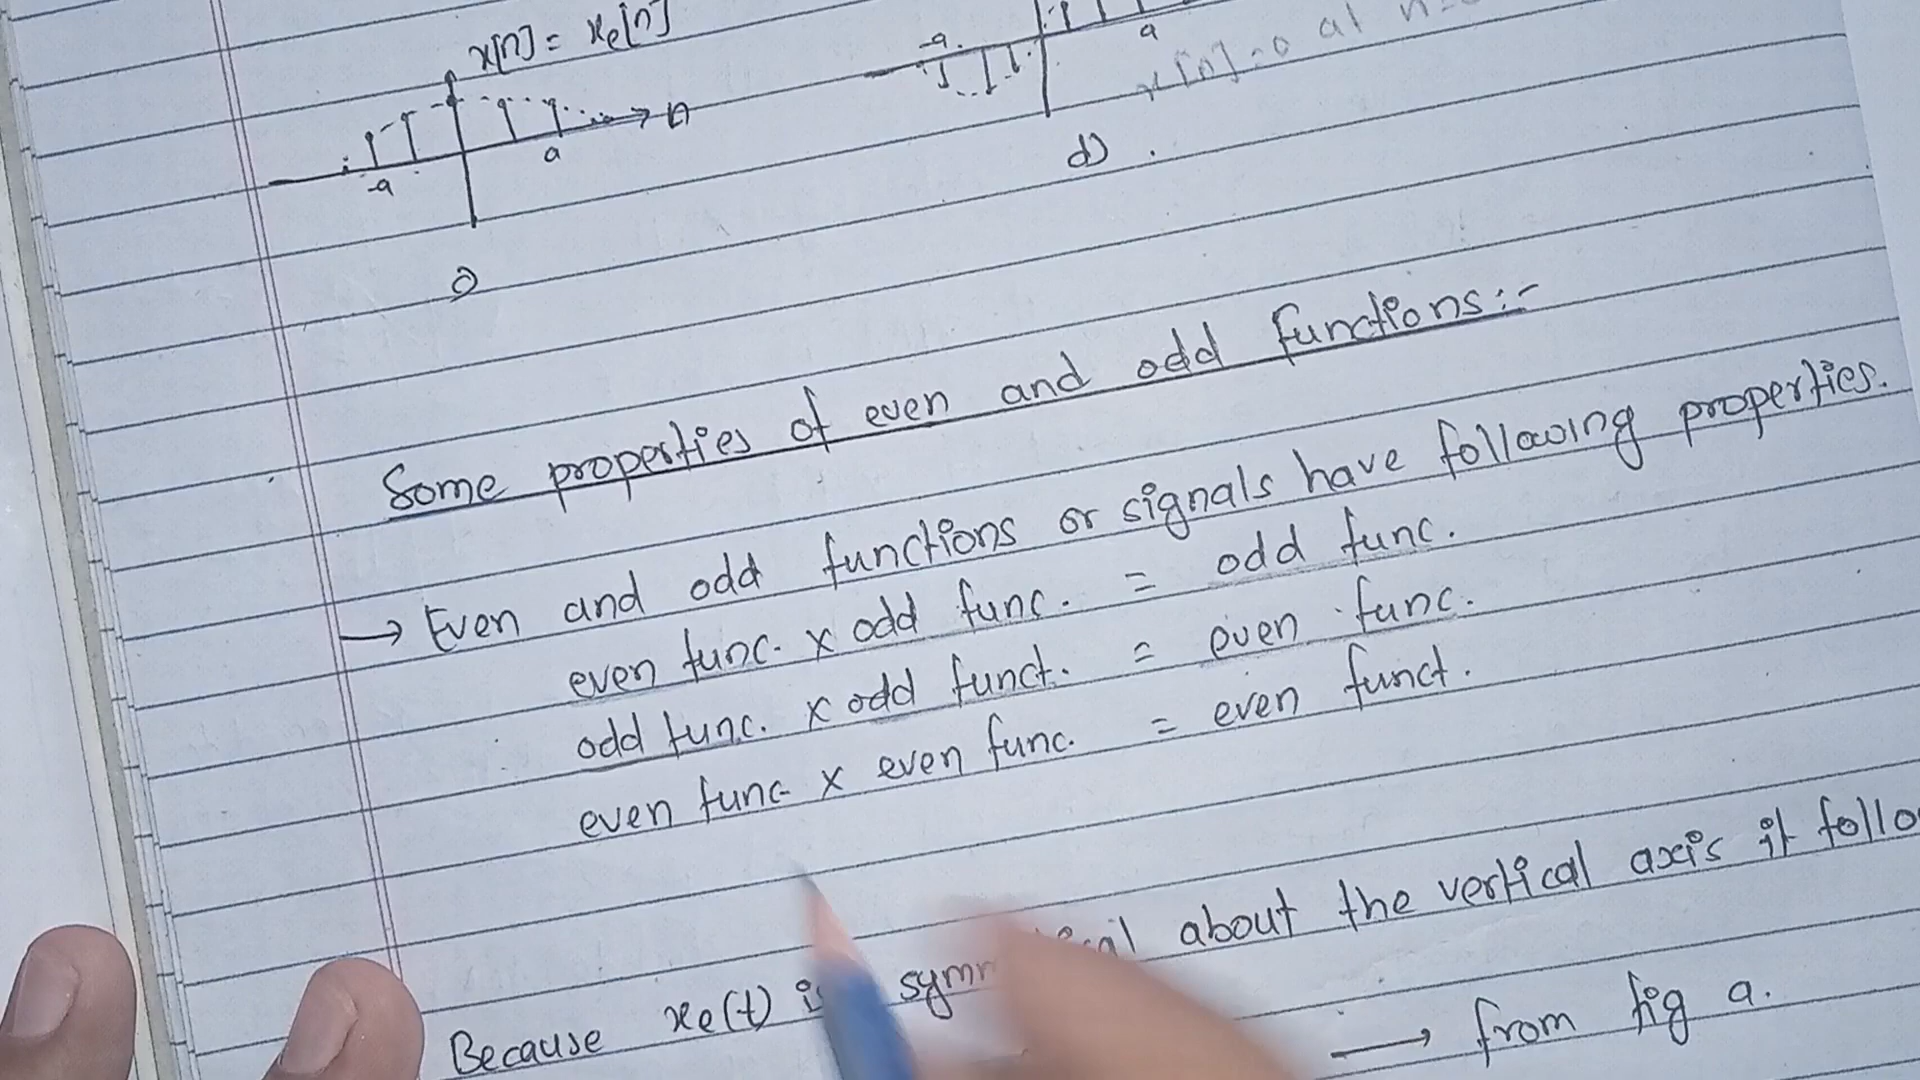 x[n] = xe[n]
n
-a
a
-a
a
x[n]=0 at n=
d)
Some properties of even and odd functions:-
→ Even and odd functions or signals have following properties.
even func. x odd func. = odd func.
odd func. x odd funct. = even func.
even func x even func. = even funct.
Because xe(t) is about the vertical axis it follo
→ from fig a.